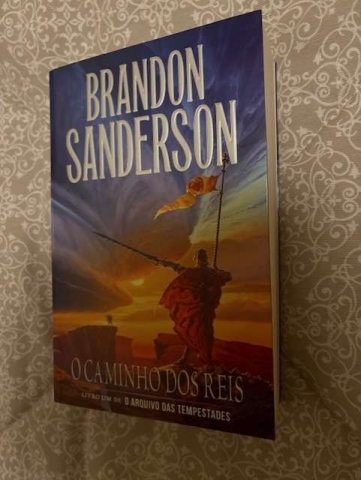 BRANDON
SANDERSON
O CAMINHO DOS REIS
LIVRO UM DE O ARQUIVO DAS TEMPESTADES